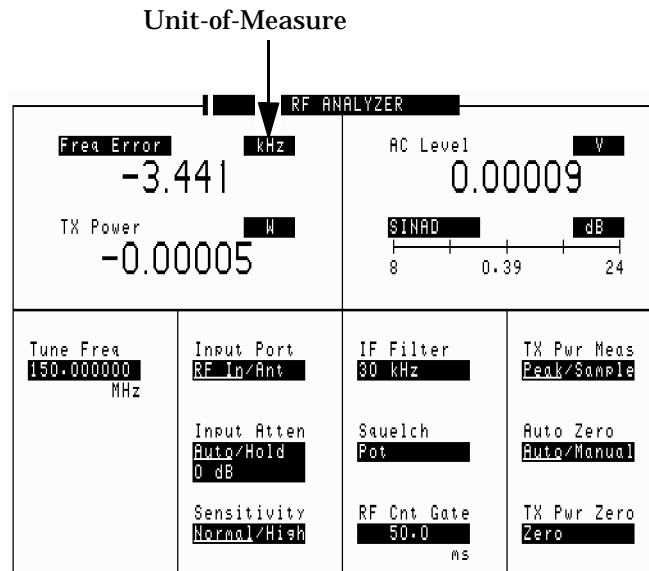 Unit-of-Measure
RF ANALYZER
Freq Error kHz
-3.441
TX Power W
-0.00005
AC Level V
0.00009
SINAD dB
8 0.39 24
Tune Freq
150.000000
MHz
Input Port
RF In/Ant
Input Atten
Auto/Hold
0 dB
Sensitivity
Normal/High
IF Filter
30 kHz
Squelch
Pot
RF Cnt Gate
50.0
ms
TX Pwr Meas
Peak/Sample
Auto Zero
Auto/Manual
TX Pwr Zero
Zero